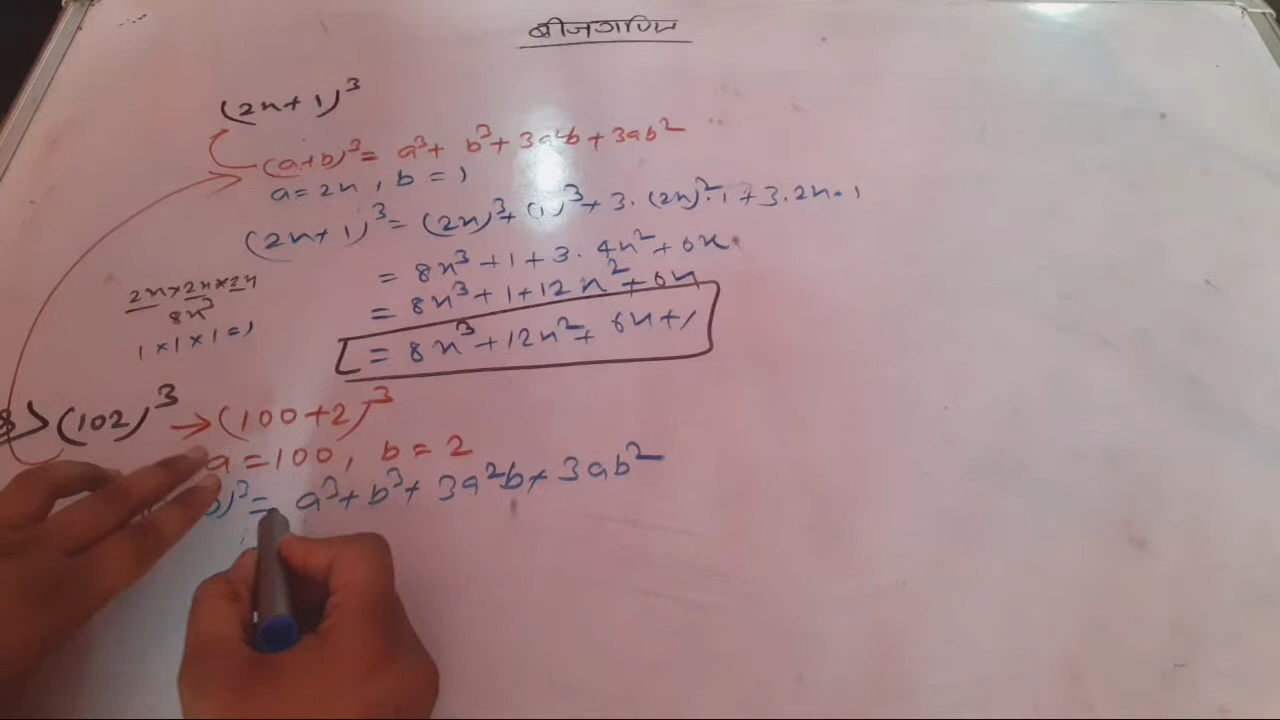 बीजगणित
(2x+1)³
(a+b)³ = a³ + b³ + 3a²b + 3ab²
a = 2x , b = 1
(2x+1)³ = (2x)³ + (1)³ + 3 . (2x)² . 1 + 3 . 2x . 1
= 8x³ + 1 + 3 . 4x² + 6x
= 8x³ + 1 + 12x² + 6x
= 8x³ + 12x² + 6x + 1
2x × 2x × 2x
8x³
1 × 1 × 1 = 1
(102)³ → (100+2)³
a = 100, b = 2
b)³ = a³ + b³ + 3a²b + 3ab²